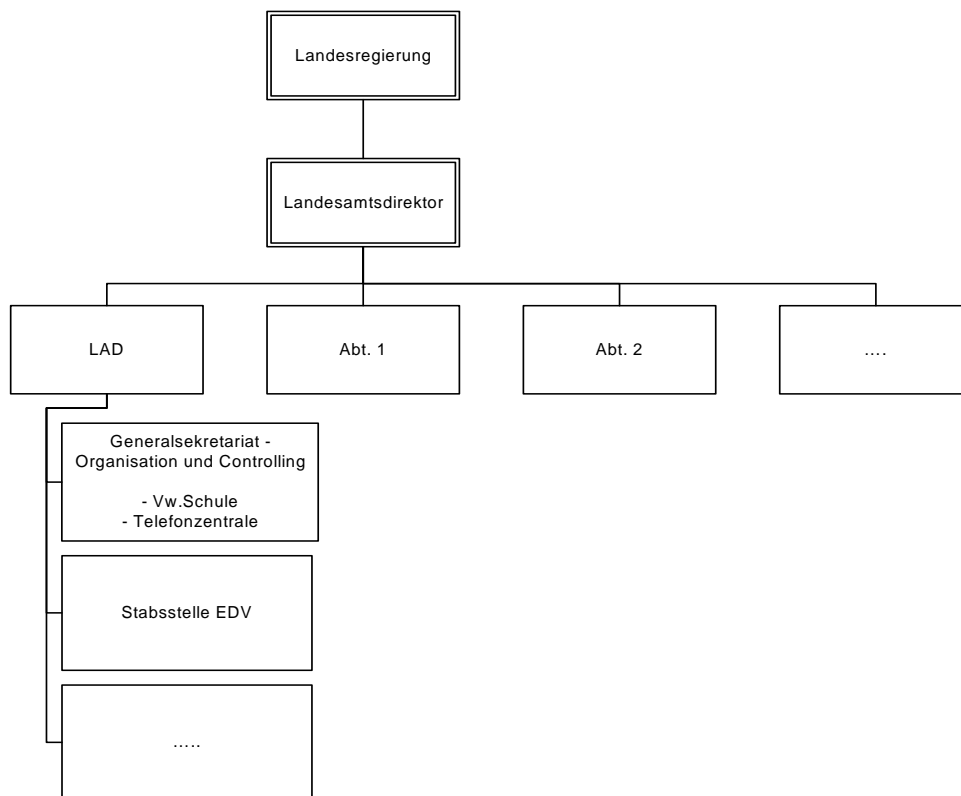 Landesregierung
Landesamtsdirektor
LAD
Abt. 1
Abt. 2
....
Generalsekretariat -
Organisation und Controlling
- Vw.Schule
- Telefonzentrale
Stabsstelle EDV
.....